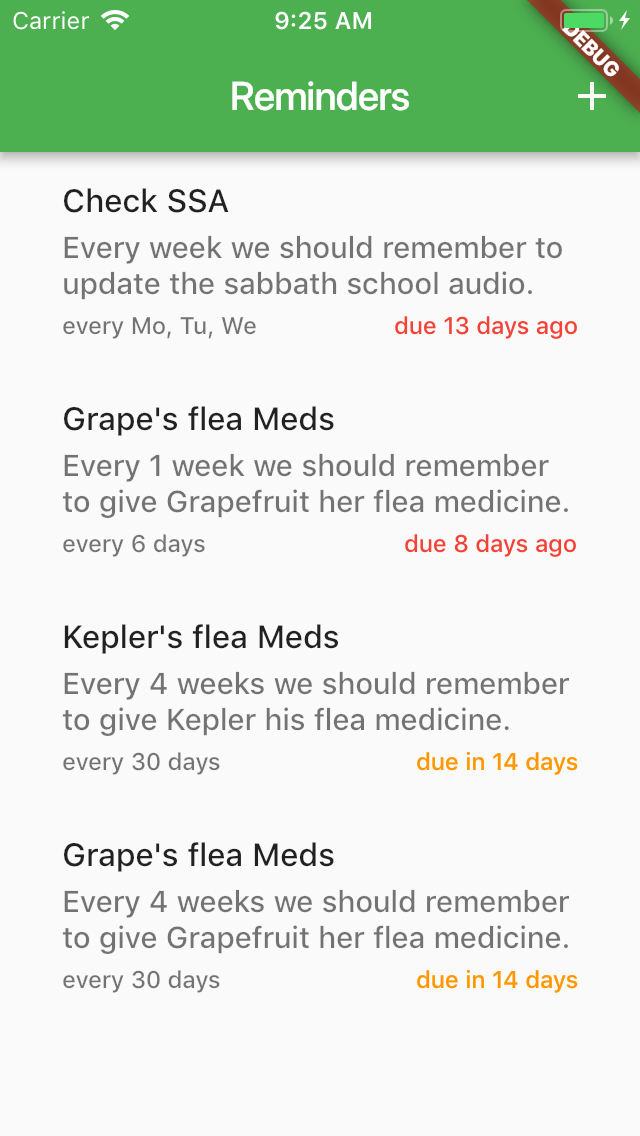 Carrier 9:25 AM
DEBUG
Reminders +
Check SSA
Every week we should remember to
update the sabbath school audio.
every Mo, Tu, We due 13 days ago
Grape's flea Meds
Every 1 week we should remember
to give Grapefruit her flea medicine.
every 6 days due 8 days ago
Kepler's flea Meds
Every 4 weeks we should remember
to give Kepler his flea medicine.
every 30 days due in 14 days
Grape's flea Meds
Every 4 weeks we should remember
to give Grapefruit her flea medicine.
every 30 days due in 14 days